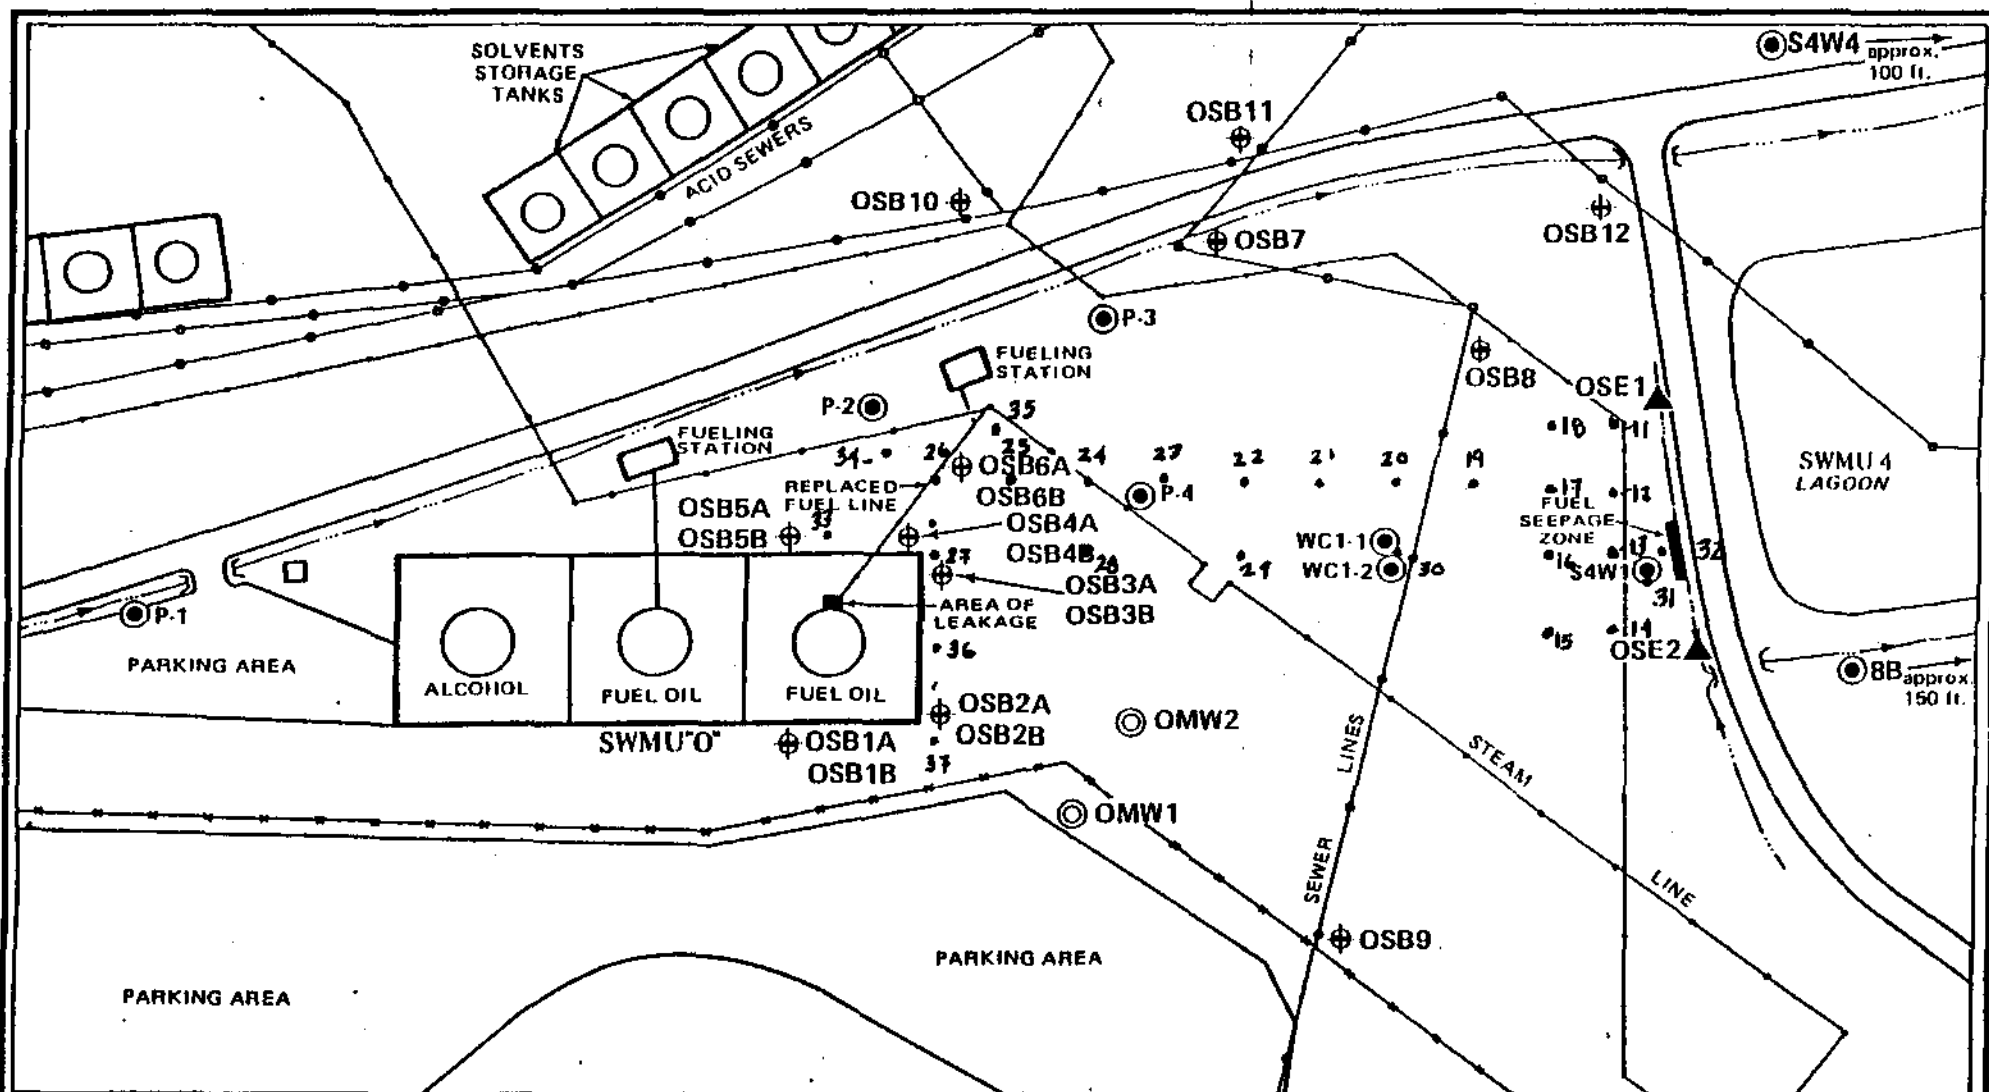 SOLVENTS
STORAGE
TANKS
S4W4
approx.
100 ft.
ACID SEWERS
OSB11
OSB10
OSB7
OSB12
P-3
FUELING
STATION
OSB8
OSE1
P-2
35
FUELING
STATION
34
26
25
24
22
21
20
19
18
11
OSB6A
OSB6B
P-4
REPLACED
FUEL LINE
SWMU 4
LAGOON
17
12
FUEL
SEEPAGE
ZONE
OSB5A
OSB5B
33
OSB4A
OSB4B
WC1-1
WC1-2
27
28
29
30
16
13
32
S4W1
31
OSB3A
OSB3B
AREA OF
LEAKAGE
P-1
PARKING AREA
36
15
14
OSE2
8B
approx.
150 ft.
ALCOHOL
FUEL OIL
FUEL OIL
SWMU"O"
OSB2A
OSB2B
OMW2
OSB1A
OSB1B
37
OMW1
SEWER LINES
STEAM LINE
OSB9
PARKING AREA
PARKING AREA